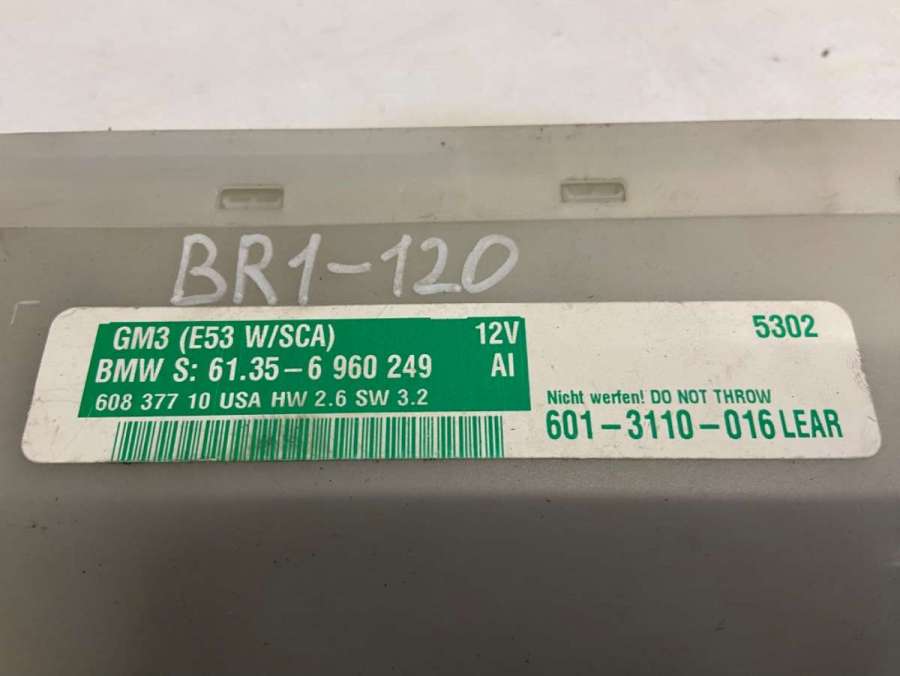 BR1-120
GM3 (E53 W/SCA) 12V
BMW S: 61.35-6 960 249 AI
608 377 10 USA HW 2.6 SW 3.2
5302
Nicht werfen! DO NOT THROW
601-3110-016 LEAR